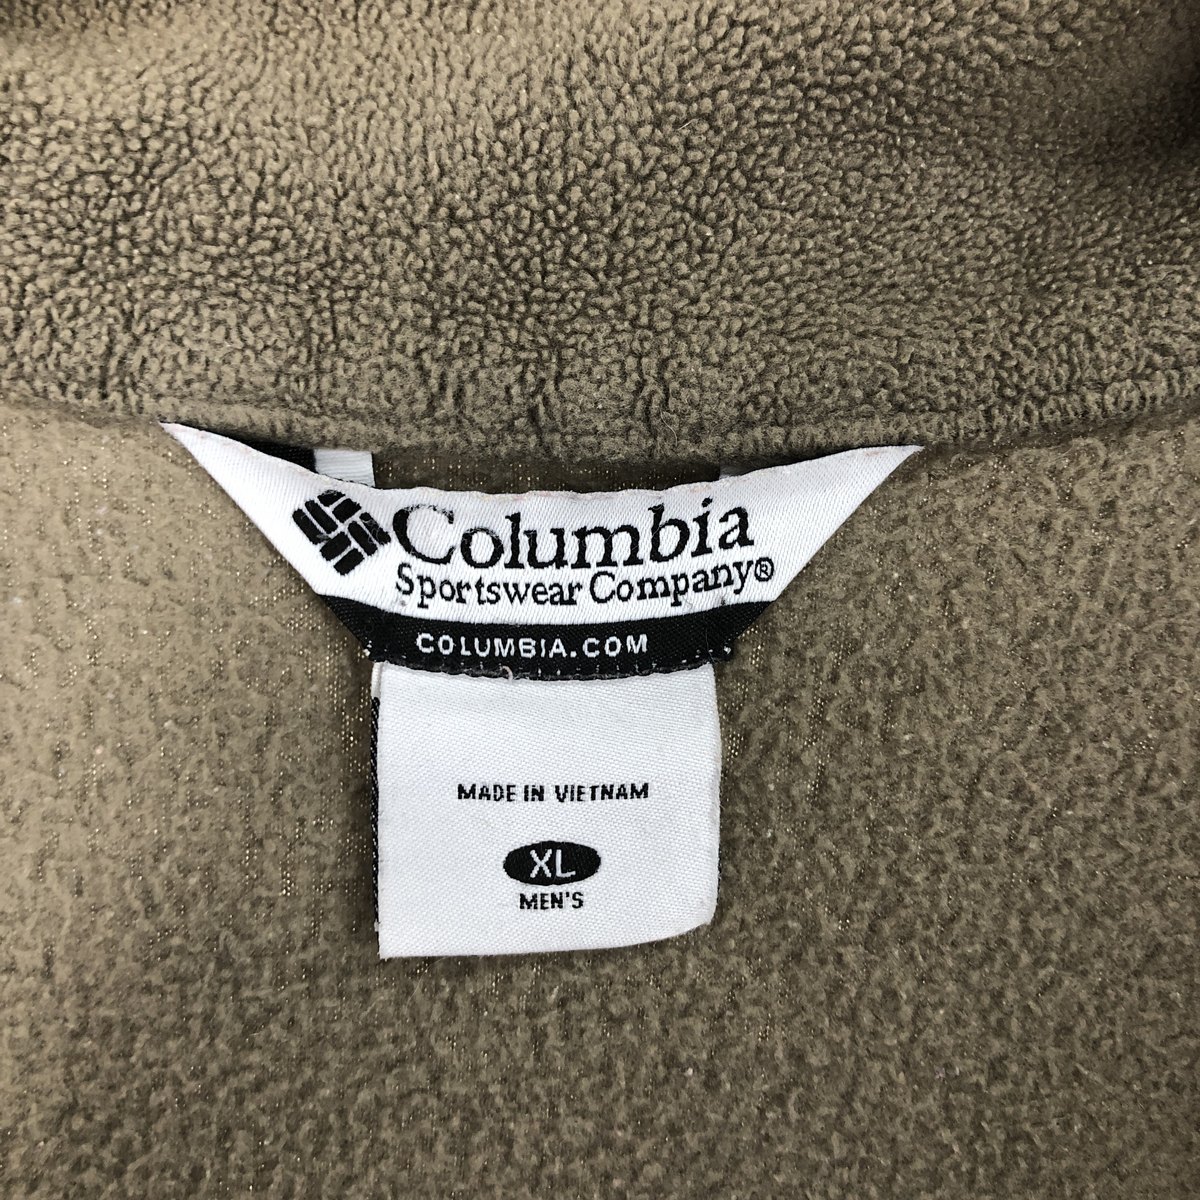 Columbia
Sportswear Company®
COLUMBIA.COM
MADE IN VIETNAM
XL
MEN'S